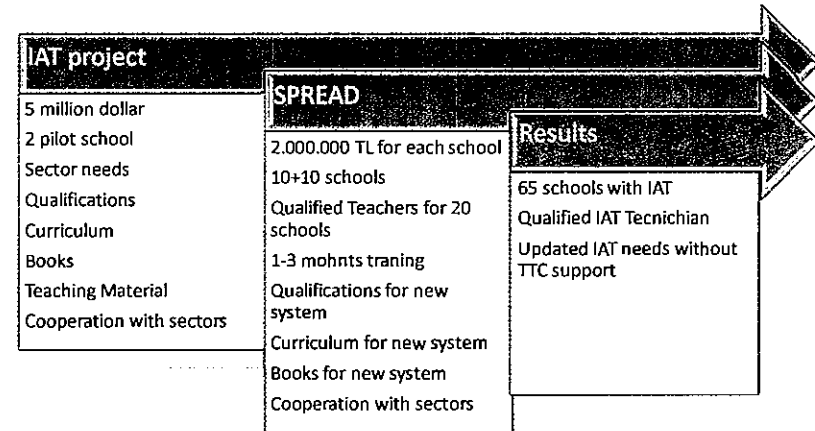 IAT project
5 million dollar
2 pilot school
Sector needs
Qualifications
Curriculum
Books
Teaching Material
Cooperation with sectors
SPREAD
2.000.000 TL for each school
10+10 schools
Qualified Teachers for 20
schools
1-3 mohnts traning
Qualifications for new
system
Curriculum for new system
Books for new system
Cooperation with sectors
Results
65 schools with IAT
Qualified IAT Tecnichian
Updated IAT needs without
TTC support